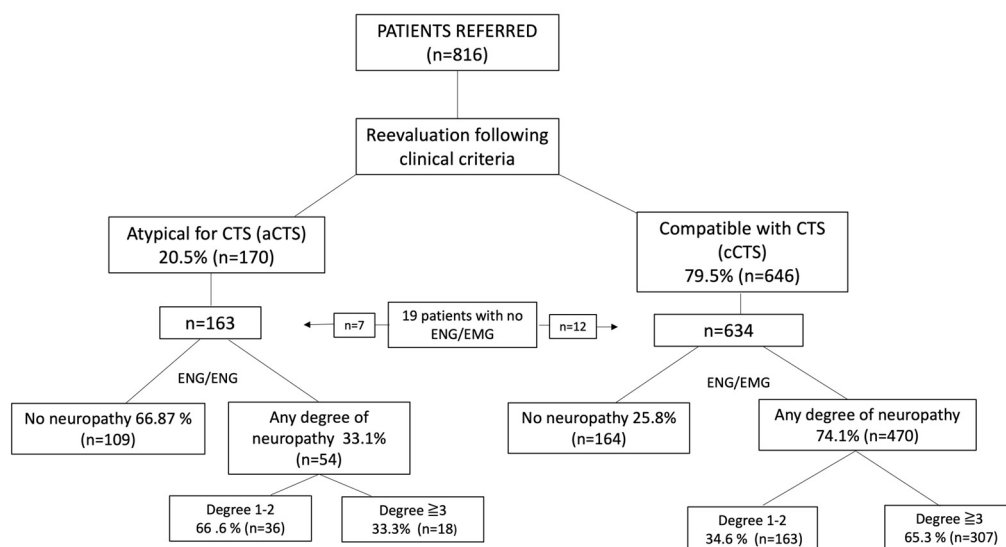 PATIENTS REFERRED
(n=816)
Reevaluation following
clinical criteria
Atypical for CTS (aCTS)
20.5% (n=170)
Compatible with CTS
(cCTS)
79.5% (n=646)
n=163
n=7
19 patients with no
ENG/EMG
n=12
n=634
ENG/ENG
ENG/EMG
No neuropathy 66.87 %
(n=109)
Any degree of
neuropathy 33.1%
(n=54)
No neuropathy 25.8%
(n=164)
Any degree of neuropathy
74.1% (n=470)
Degree 1-2
66 .6 % (n=36)
Degree ≧3
33.3% (n=18)
Degree 1-2
34.6 % (n=163)
Degree ≧3
65.3 % (n=307)